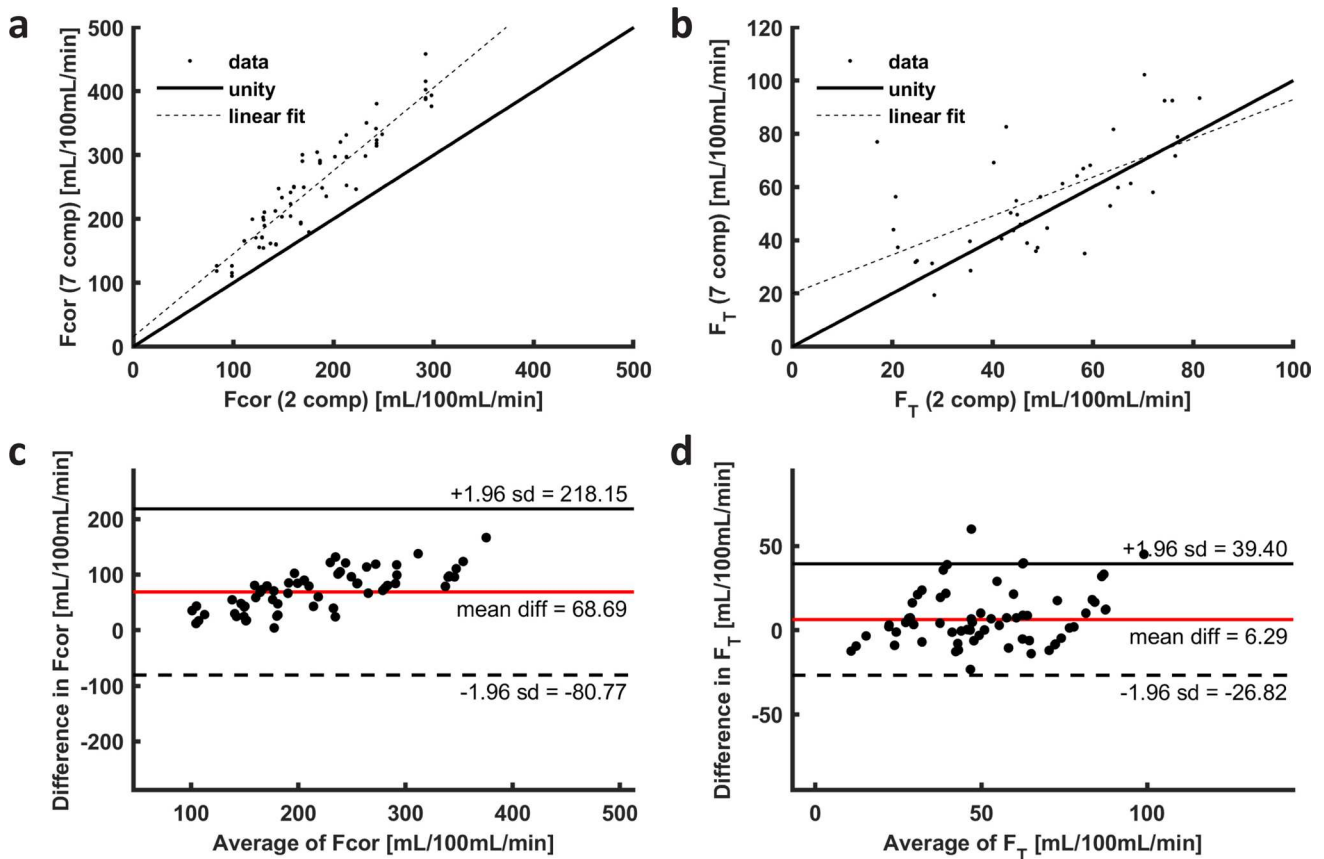 a
Fcor (7 comp) [mL/100mL/min]
500
400
300
200
100
0
data
unity
linear fit
0 100 200 300 400 500
Fcor (2 comp) [mL/100mL/min]
b
F_T (7 comp) [mL/100mL/min]
120
100
80
60
40
20
0
data
unity
linear fit
0 20 40 60 80 100
F_T (2 comp) [mL/100mL/min]
c
Difference in Fcor [mL/100mL/min]
200
100
0
-100
-200
+1.96 sd = 218.15
mean diff = 68.69
-1.96 sd = -80.77
100 200 300 400 500
Average of Fcor [mL/100mL/min]
d
Difference in F_T [mL/100mL/min]
50
0
-50
+1.96 sd = 39.40
mean diff = 6.29
-1.96 sd = -26.82
0 50 100
Average of F_T [mL/100mL/min]